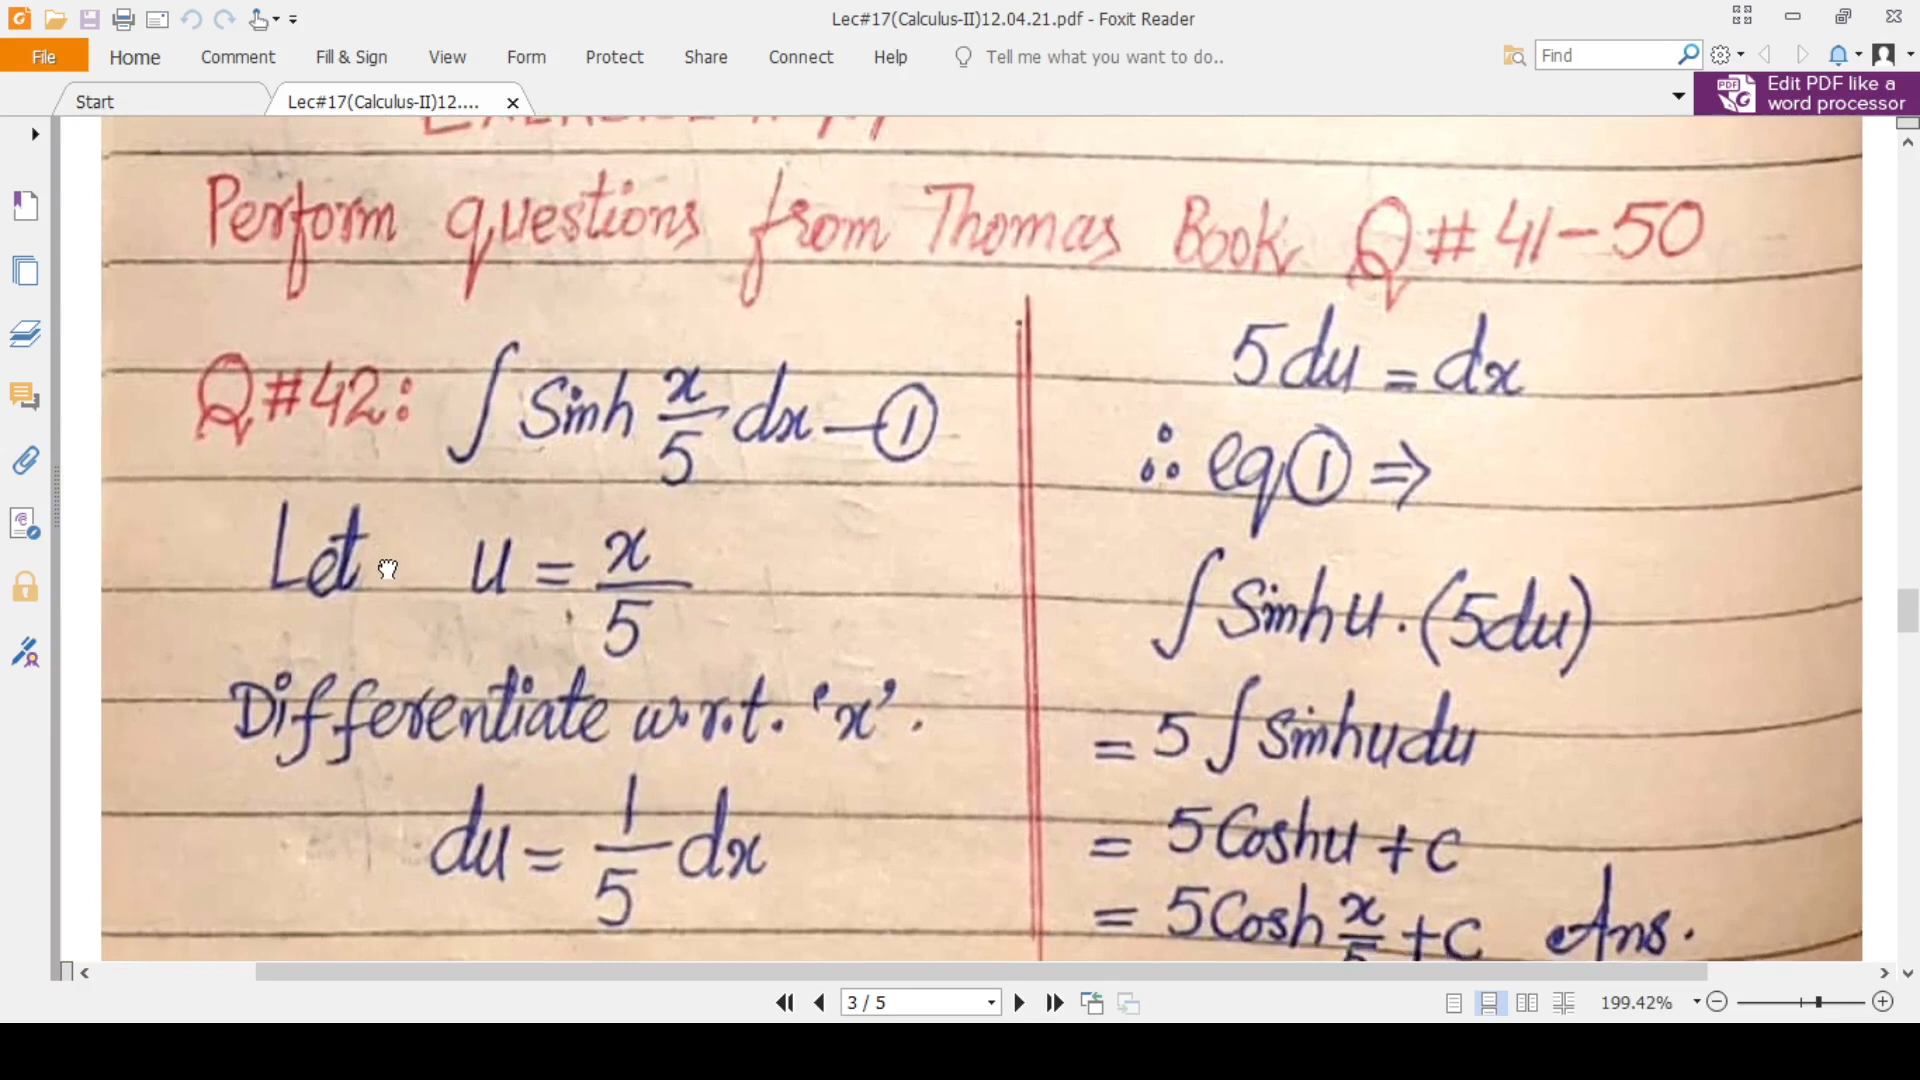 Lec#17(Calculus-II)12.04.21.pdf - Foxit Reader
File Home Comment Fill & Sign View Form Protect Share Connect Help Tell me what you want to do.. Find
Start Lec#17(Calculus-II)12.... Edit PDF like a
word processor
Perform questions from Thomas Book Q# 41-50
Q#42: ∫ Sinh x/5 dx — ①
Let u = x/5
Differentiate w.r.t. 'x'.
du = 1/5 dx
5du = dx
∴ eq ① ⇒
∫ Sinhu.(5du)
= 5 ∫ Sinhudu
= 5Coshu + C
= 5Cosh x/5 + C Ans.
3 / 5 199.42%